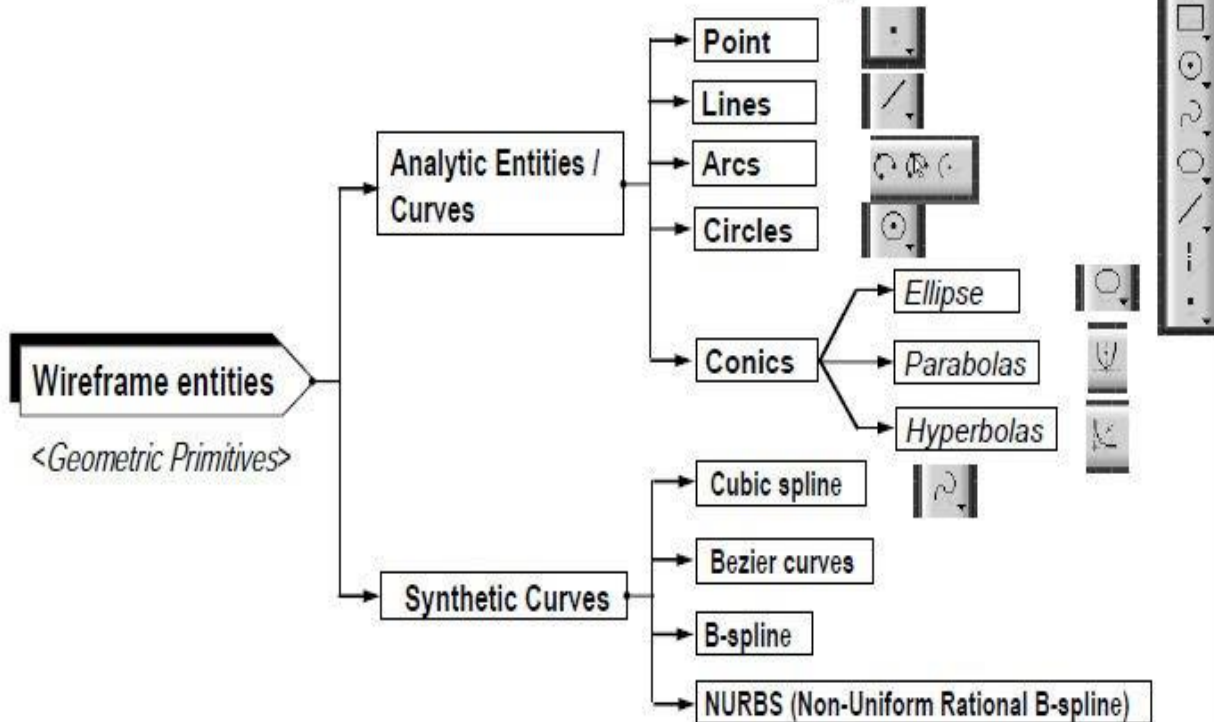 Point
Lines
Analytic Entities /
Curves
Arcs
Circles
Ellipse
Conics
Parabolas
Hyperbolas
Wireframe entities
<Geometric Primitives>
Cubic spline
Bezier curves
Synthetic Curves
B-spline
NURBS (Non-Uniform Rational B-spline)